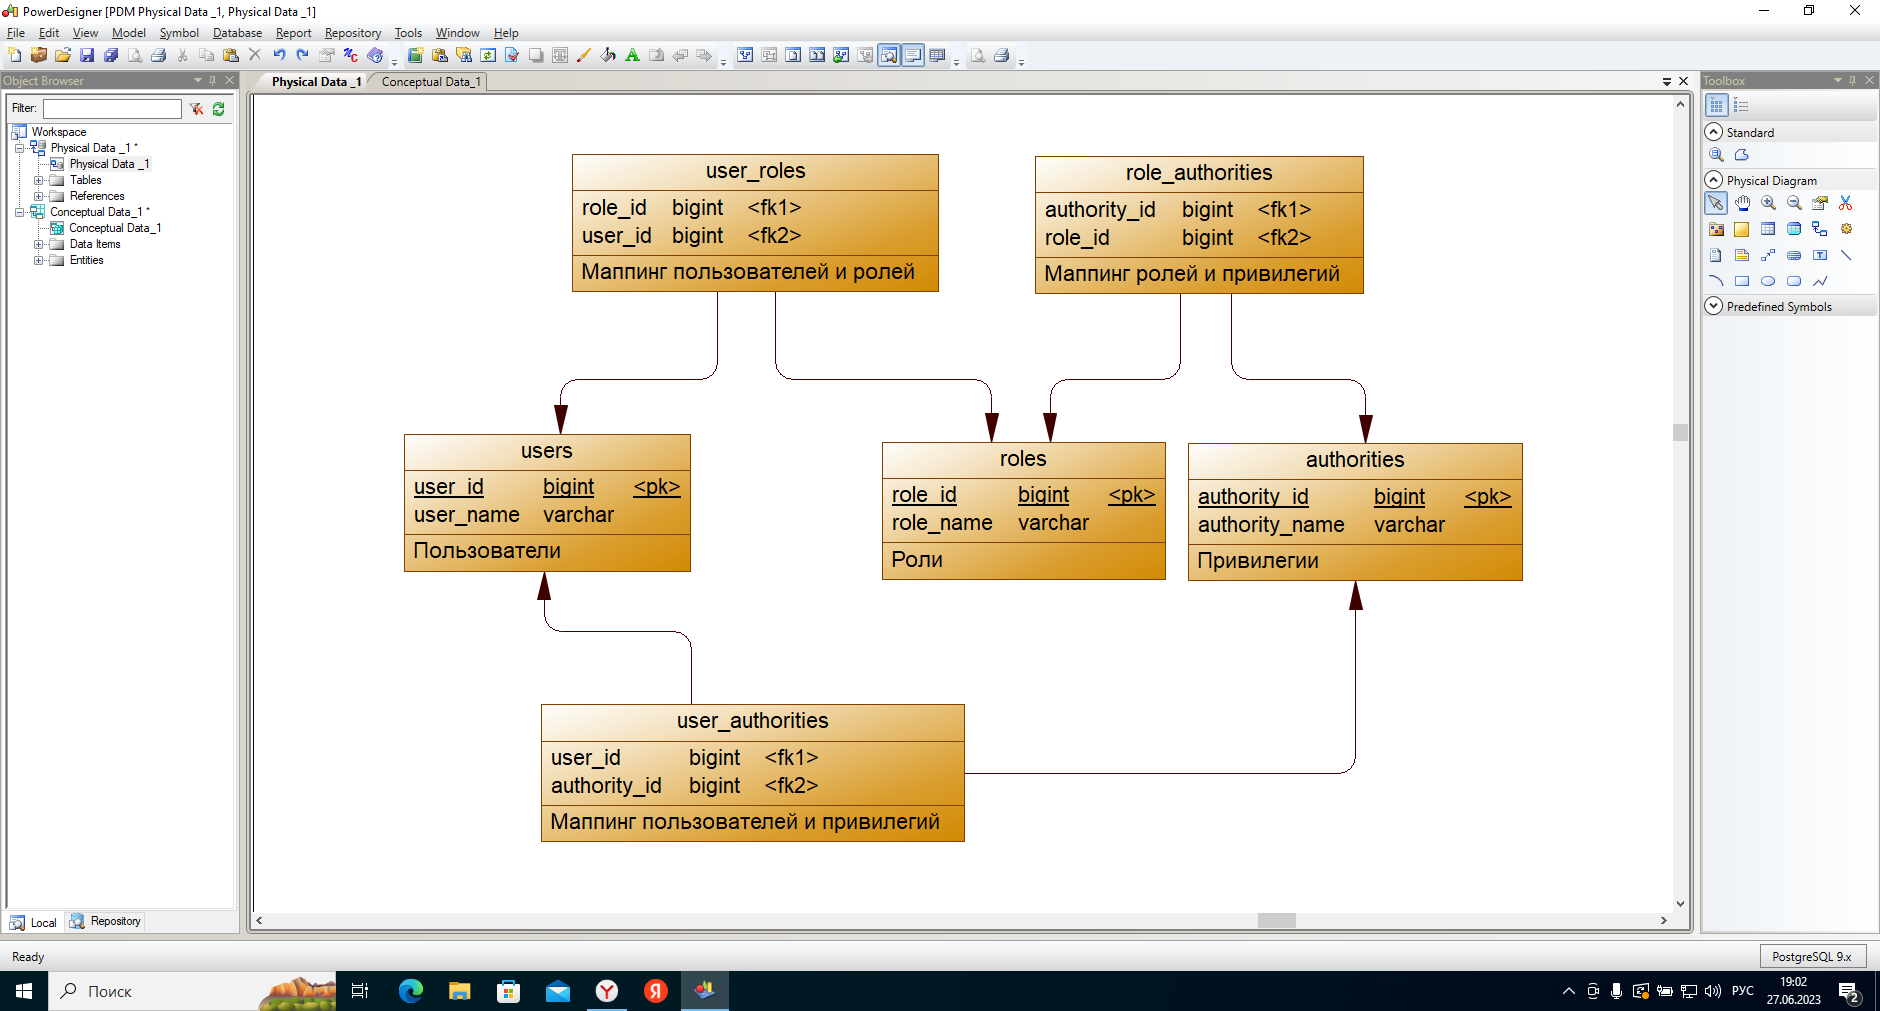 PowerDesigner [PDM Physical Data _1, Physical Data _1]
File Edit View Model Symbol Database Report Repository Tools Window Help
Object Browser
Physical Data _1
Conceptual Data_1
Toolbox
Filter:
Workspace
Physical Data _1 *
Physical Data _1
Tables
References
Conceptual Data_1 *
Conceptual Data_1
Data Items
Entities
Standard
Physical Diagram
Predefined Symbols
user_roles
role_id bigint <fk1>
user_id bigint <fk2>
Маппинг пользователей и ролей
role_authorities
authority_id bigint <fk1>
role_id bigint <fk2>
Маппинг ролей и привилегий
users
user_id bigint <pk>
user_name varchar
Пользователи
roles
role_id bigint <pk>
role_name varchar
Роли
authorities
authority_id bigint <pk>
authority_name varchar
Привилегии
user_authorities
user_id bigint <fk1>
authority_id bigint <fk2>
Маппинг пользователей и привилегий
Local
Repository
Ready
PostgreSQL 9.x
Поиск
РУС
19:02
27.06.2023
2